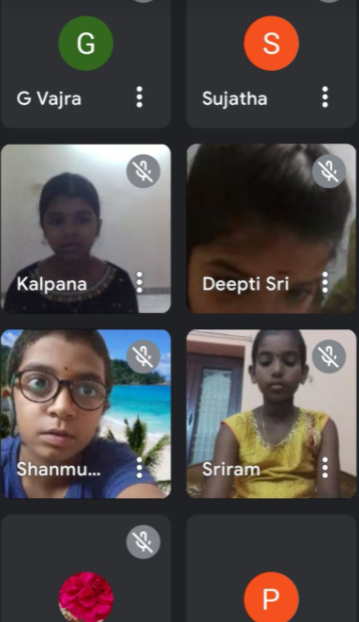 G
S
G Vajra
Sujatha
Kalpana
Deepti Sri
Shanmu...
Sriram
P